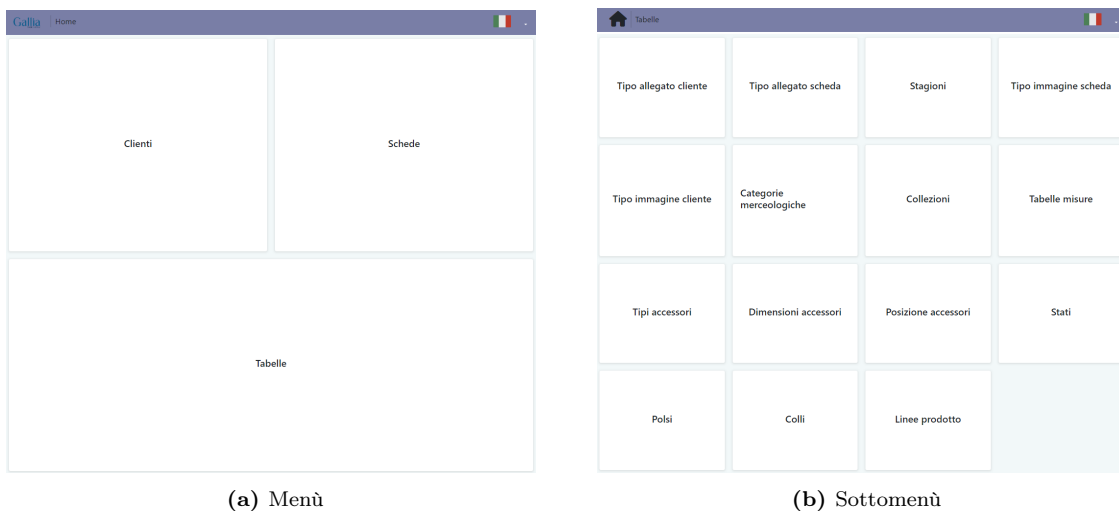 Gallia Home
Clienti
Schede
Tabelle
(a) Menù
Tabelle
Tipo allegato cliente
Tipo allegato scheda
Stagioni
Tipo immagine scheda
Tipo immagine cliente
Categorie
merceologiche
Collezioni
Tabelle misure
Tipi accessori
Dimensioni accessori
Posizione accessori
Stati
Polsi
Colli
Linee prodotto
(b) Sottomenù